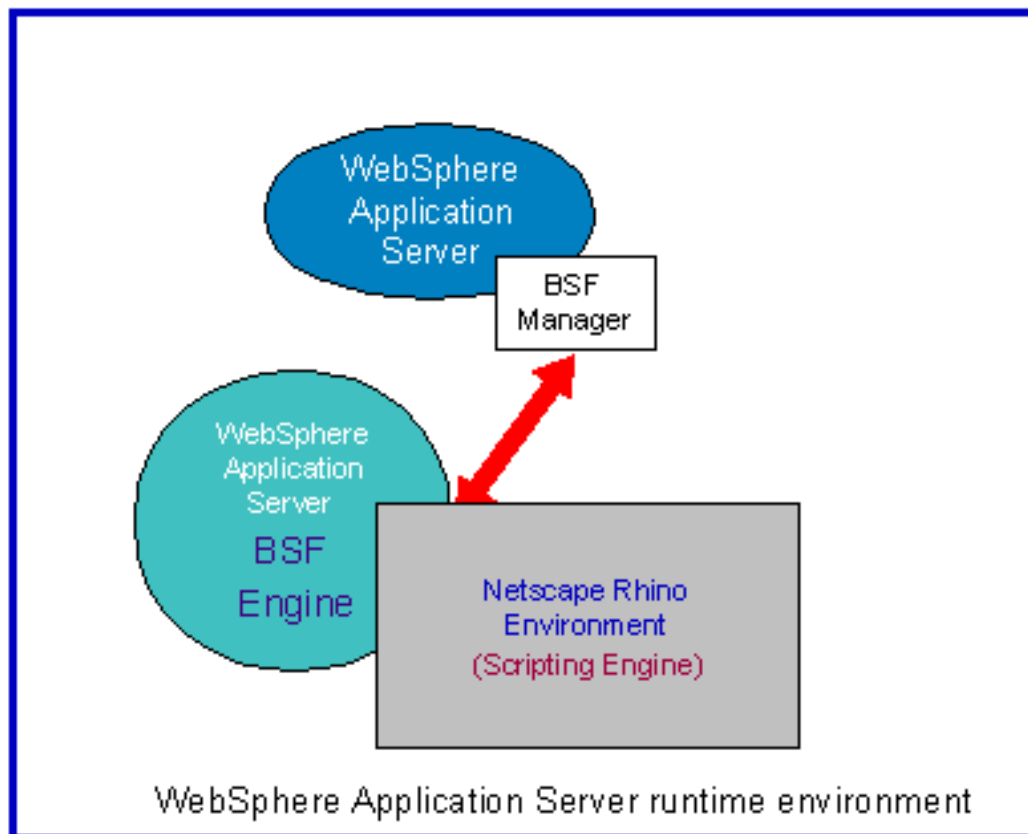 WebSphere
Application
Server
BSF
Manager
WebSphere
Application
Server
BSF
Engine
Netscape Rhino
Environment
(Scripting Engine)
WebSphere Application Server runtime environment